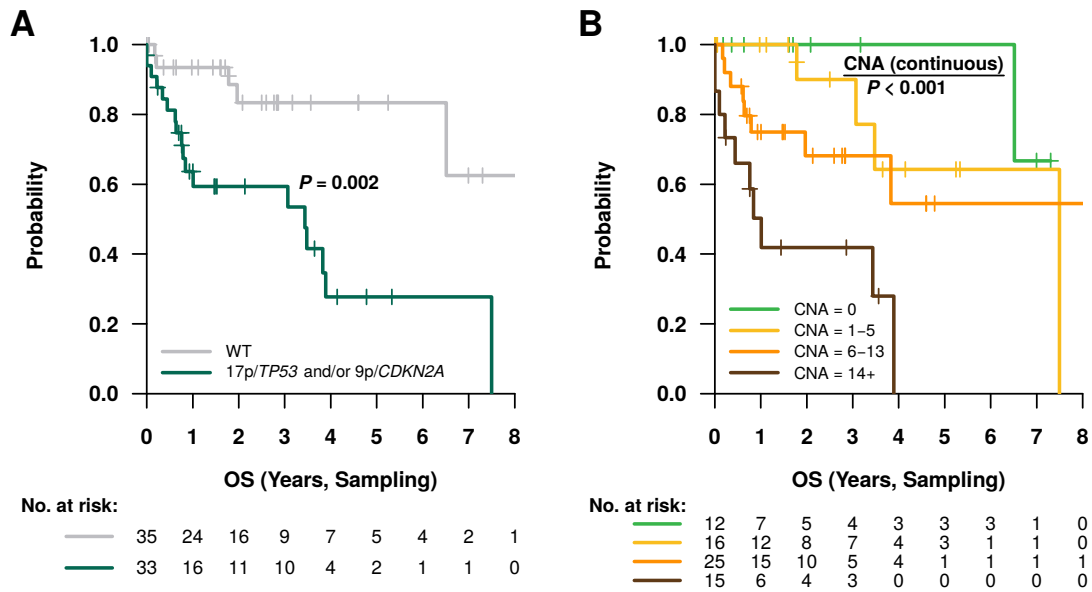 A
Probability
1.0
0.8
0.6
0.4
0.2
0.0
P = 0.002
WT
17p/TP53 and/or 9p/CDKN2A
0 1 2 3 4 5 6 7 8
OS (Years, Sampling)
No. at risk:
35 24 16 9 7 5 4 2 1
33 16 11 10 4 2 1 1 0
B
Probability
1.0
0.8
0.6
0.4
0.2
0.0
CNA (continuous)
P < 0.001
CNA = 0
CNA = 1−5
CNA = 6−13
CNA = 14+
0 1 2 3 4 5 6 7 8
OS (Years, Sampling)
No. at risk:
12 7 5 4 3 3 3 1 0
16 12 8 7 4 3 1 1 0
25 15 10 5 4 1 1 1 1
15 6 4 3 0 0 0 0 0